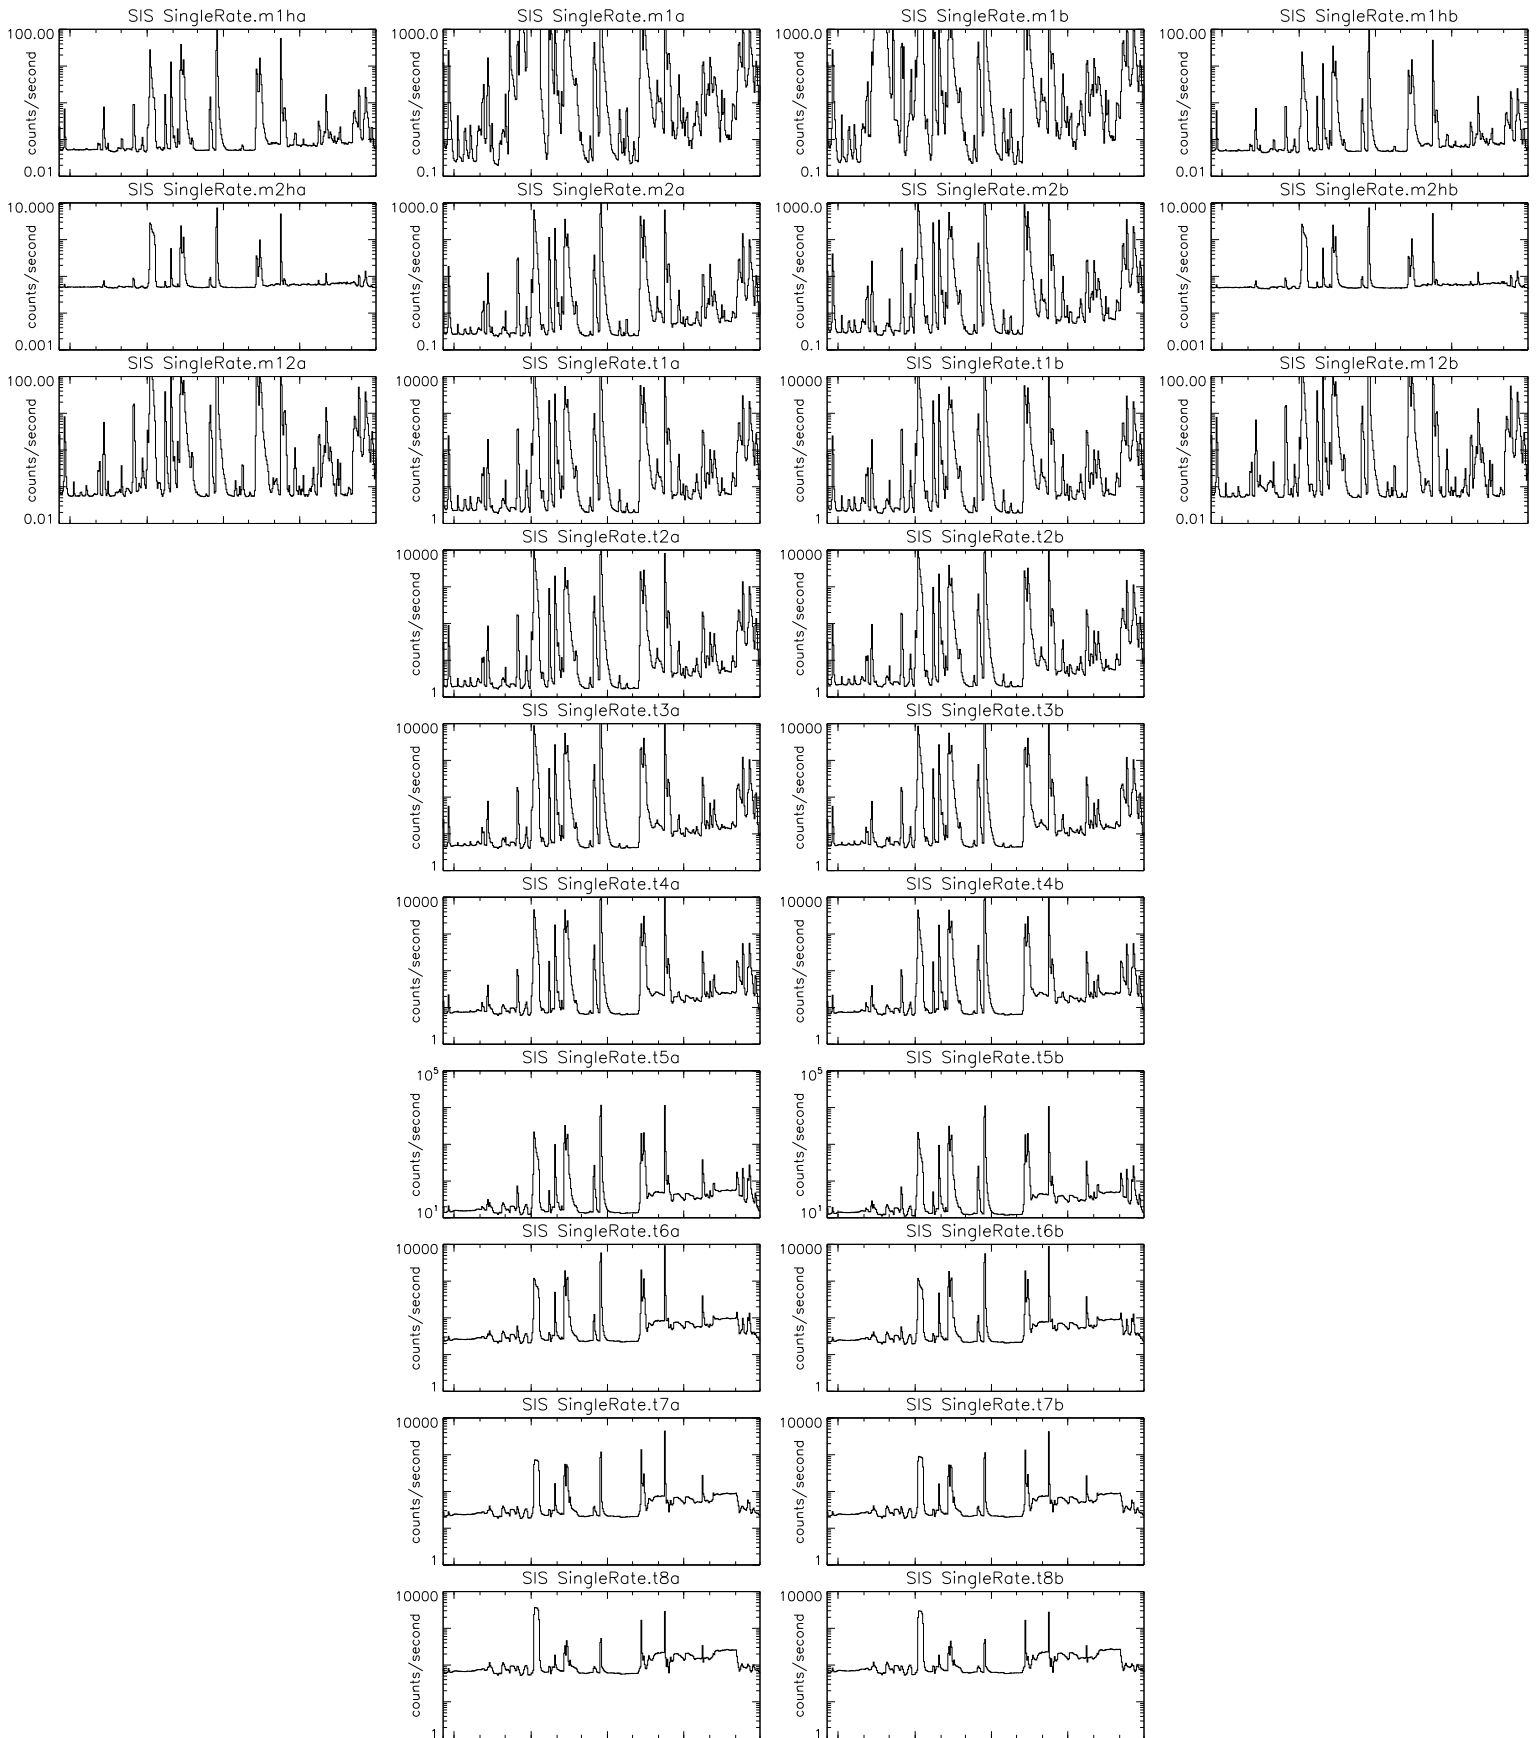 SIS SingleRate.m1ha SIS SingleRate.m1a SIS SingleRate.m1b SIS SingleRate.m1hb
100.00 1000.0 1000.0 100.00
counts/second counts/second counts/second counts/second
0.01 0.1 0.1 0.01
SIS SingleRate.m2ha SIS SingleRate.m2a SIS SingleRate.m2b SIS SingleRate.m2hb
10.000 1000.0 1000.0 10.000
counts/second counts/second counts/second counts/second
0.001 0.1 0.1 0.001
SIS SingleRate.m12a SIS SingleRate.t1a SIS SingleRate.t1b SIS SingleRate.m12b
100.00 10000 10000 100.00
counts/second counts/second counts/second counts/second
0.01 1 1 0.01
SIS SingleRate.t2a SIS SingleRate.t2b
10000 10000
counts/second counts/second
1 1
SIS SingleRate.t3a SIS SingleRate.t3b
10000 10000
counts/second counts/second
1 1
SIS SingleRate.t4a SIS SingleRate.t4b
10000 10000
counts/second counts/second
1 1
SIS SingleRate.t5a SIS SingleRate.t5b
10⁵ 10⁵
counts/second counts/second
10¹ 10¹
SIS SingleRate.t6a SIS SingleRate.t6b
10000 10000
counts/second counts/second
1 1
SIS SingleRate.t7a SIS SingleRate.t7b
10000 10000
counts/second counts/second
1 1
SIS SingleRate.t8a SIS SingleRate.t8b
10000 10000
counts/second counts/second
1 1